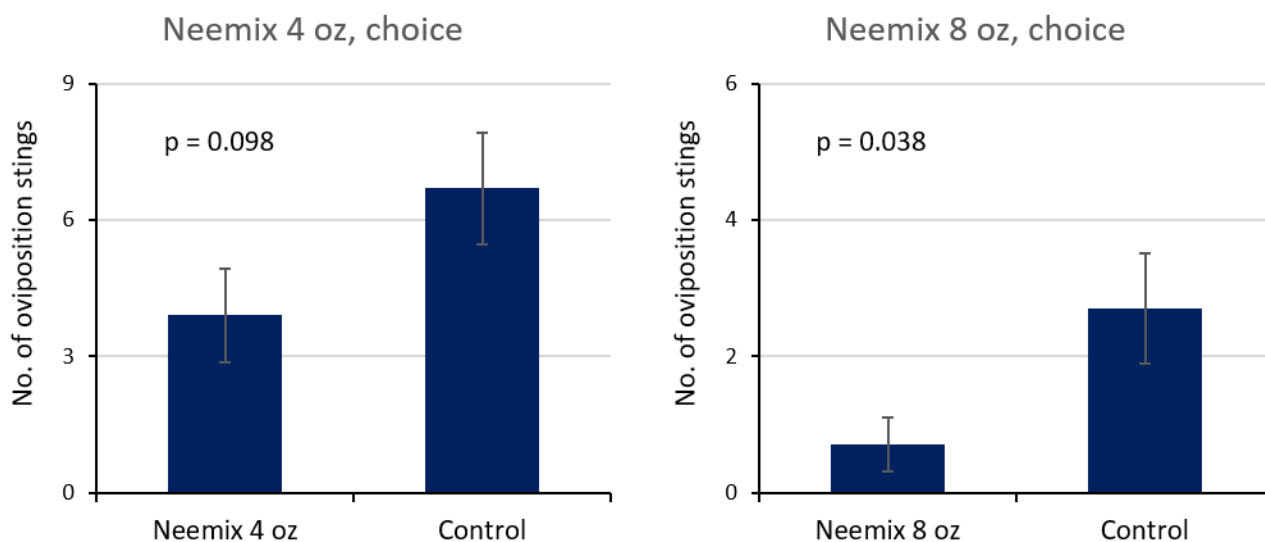 Neemix 4 oz, choice
No. of oviposition stings
9
6
3
0
p = 0.098
Neemix 4 oz
Control
Neemix 8 oz, choice
No. of oviposition stings
6
4
2
0
p = 0.038
Neemix 8 oz
Control